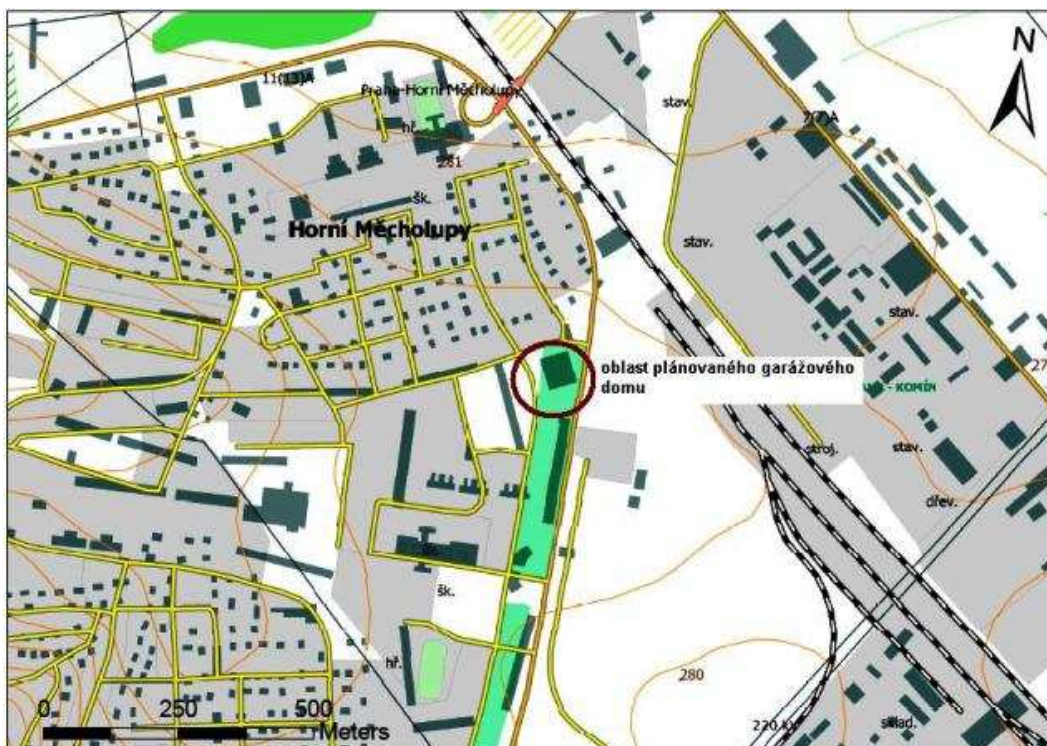 N
11(13)A
Praha-Horní Měcholupy
stav.
hř.
281
šk.
Horní Měcholupy
stav.
stav.
oblast plánovaného garážového
domu
- KOMÍN
27
stroj.
stav.
dřev.
šk.
hř.
280
0 250 500
Meters
220 kV
sklad.